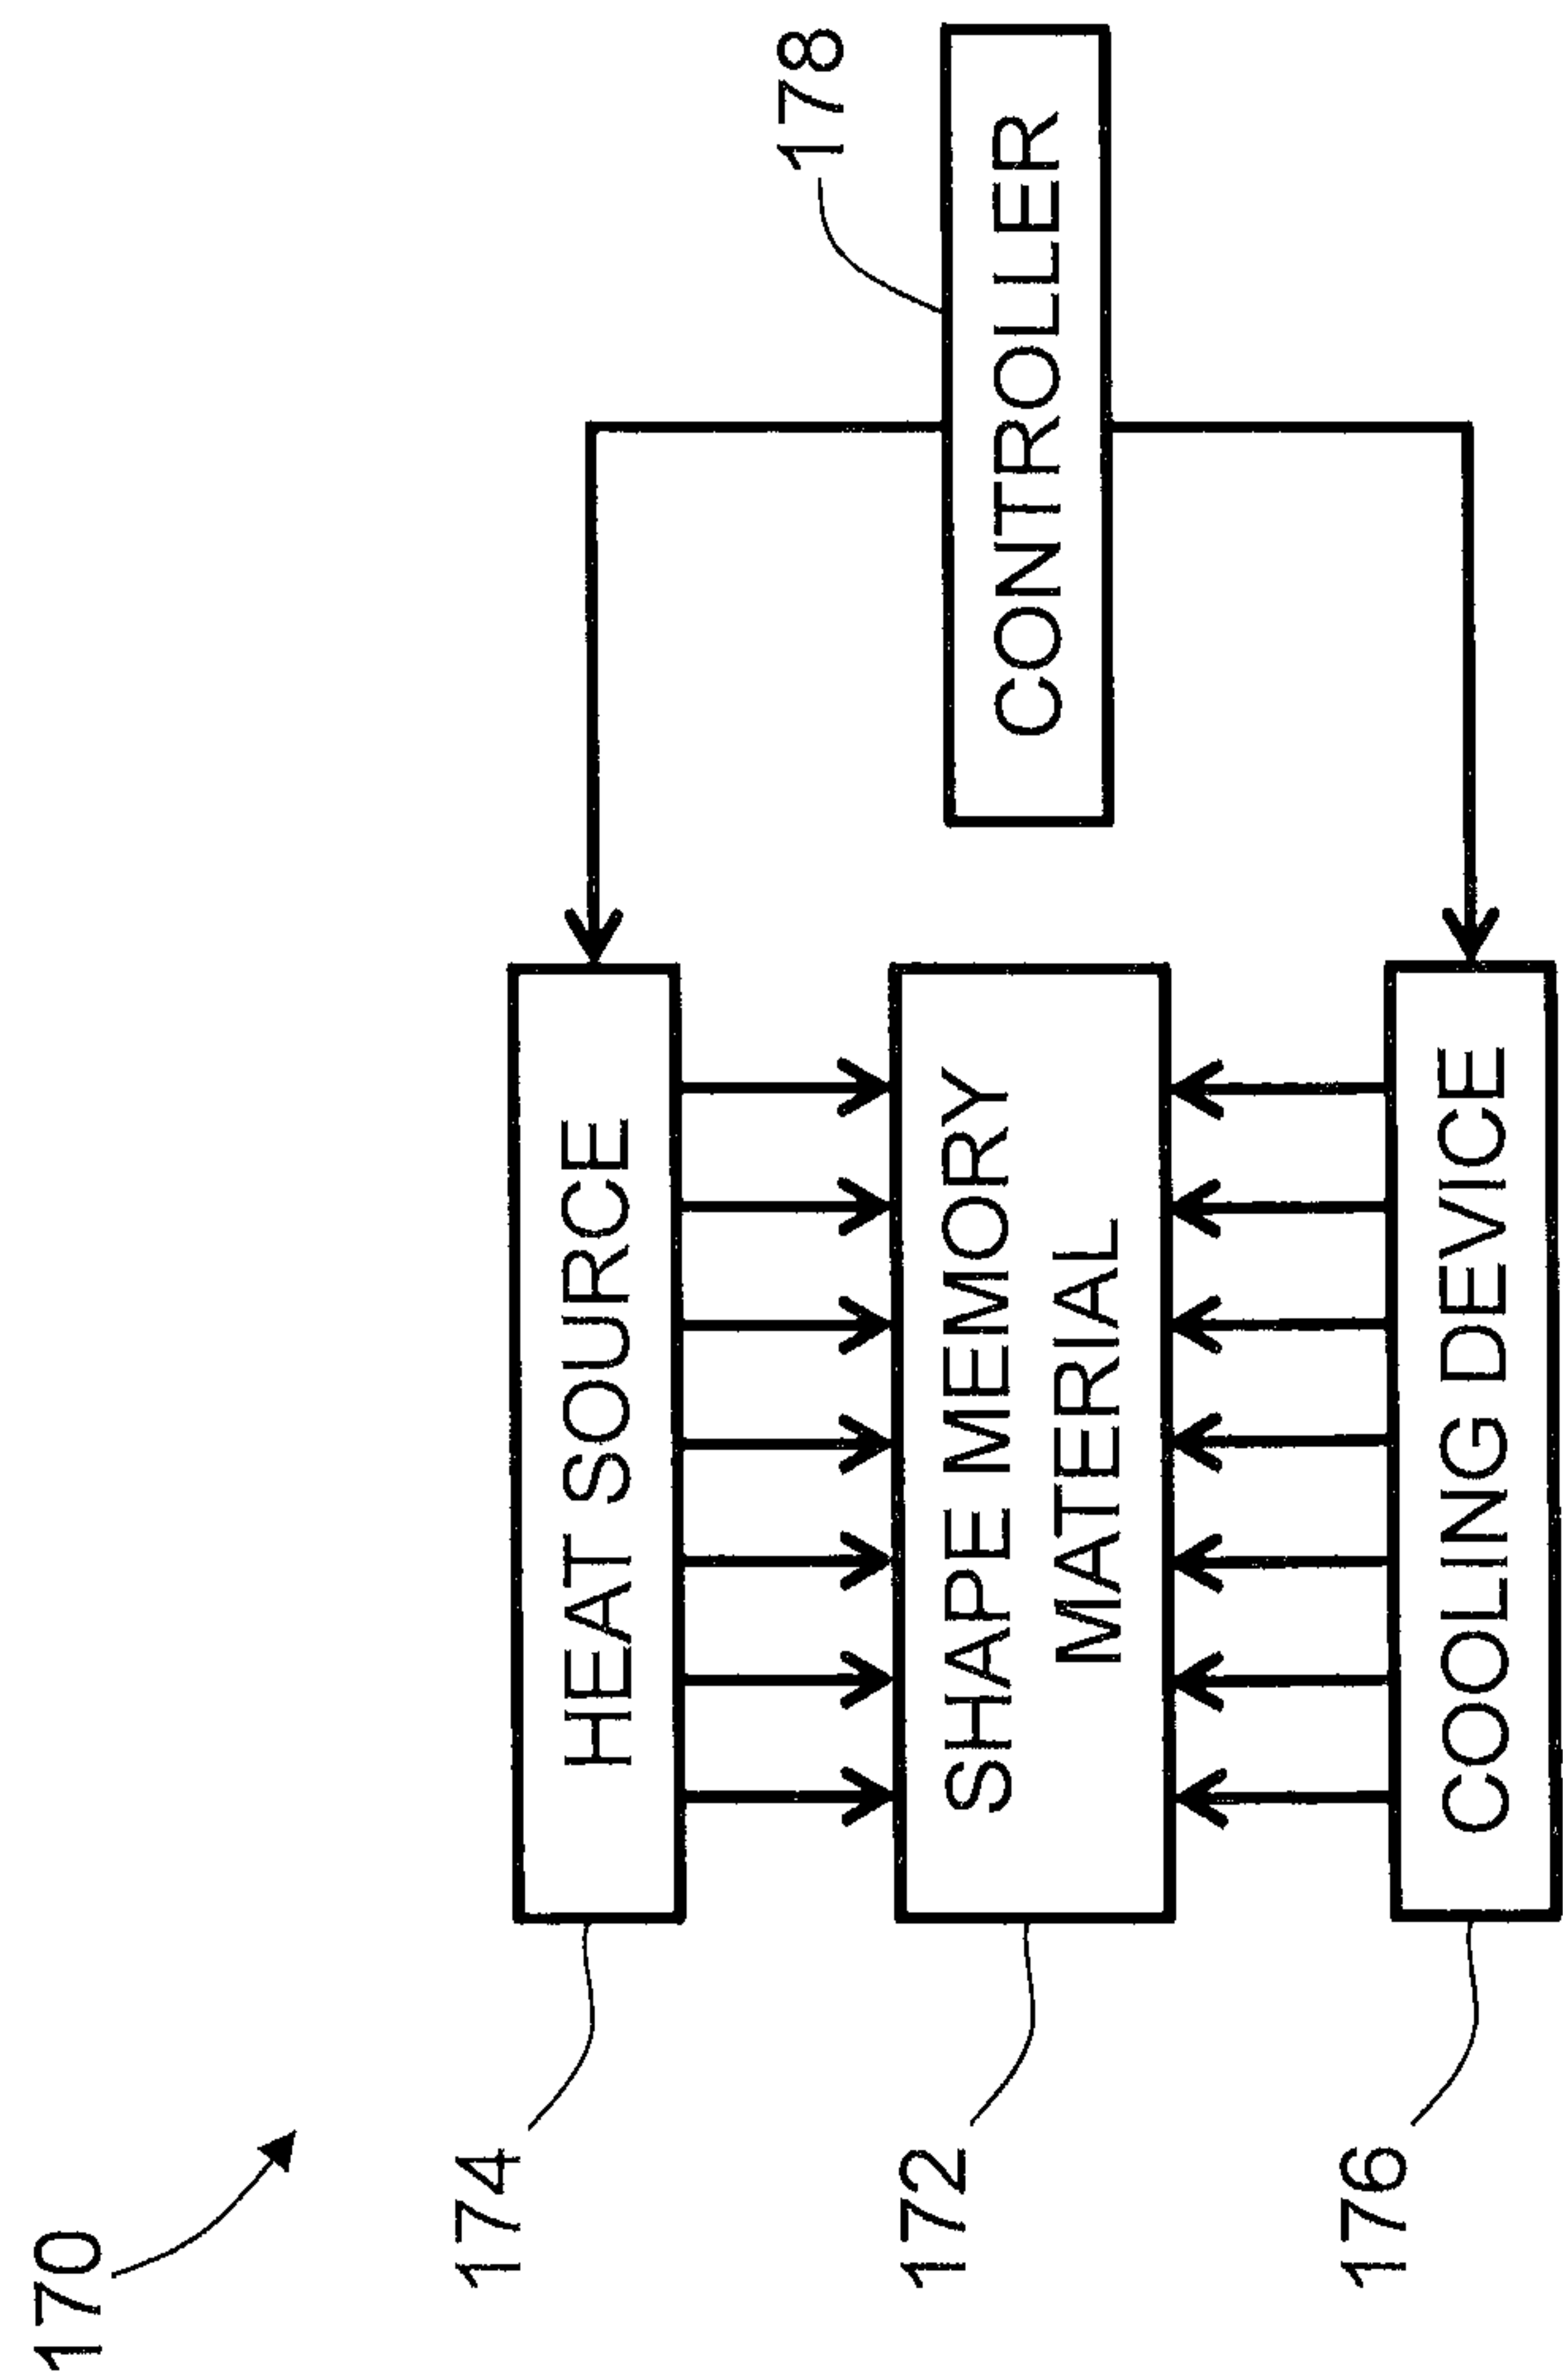 170
174
HEAT SOURCE
172
SHAPE MEMORY
MATERIAL
176
COOLING DEVICE
178
CONTROLLER